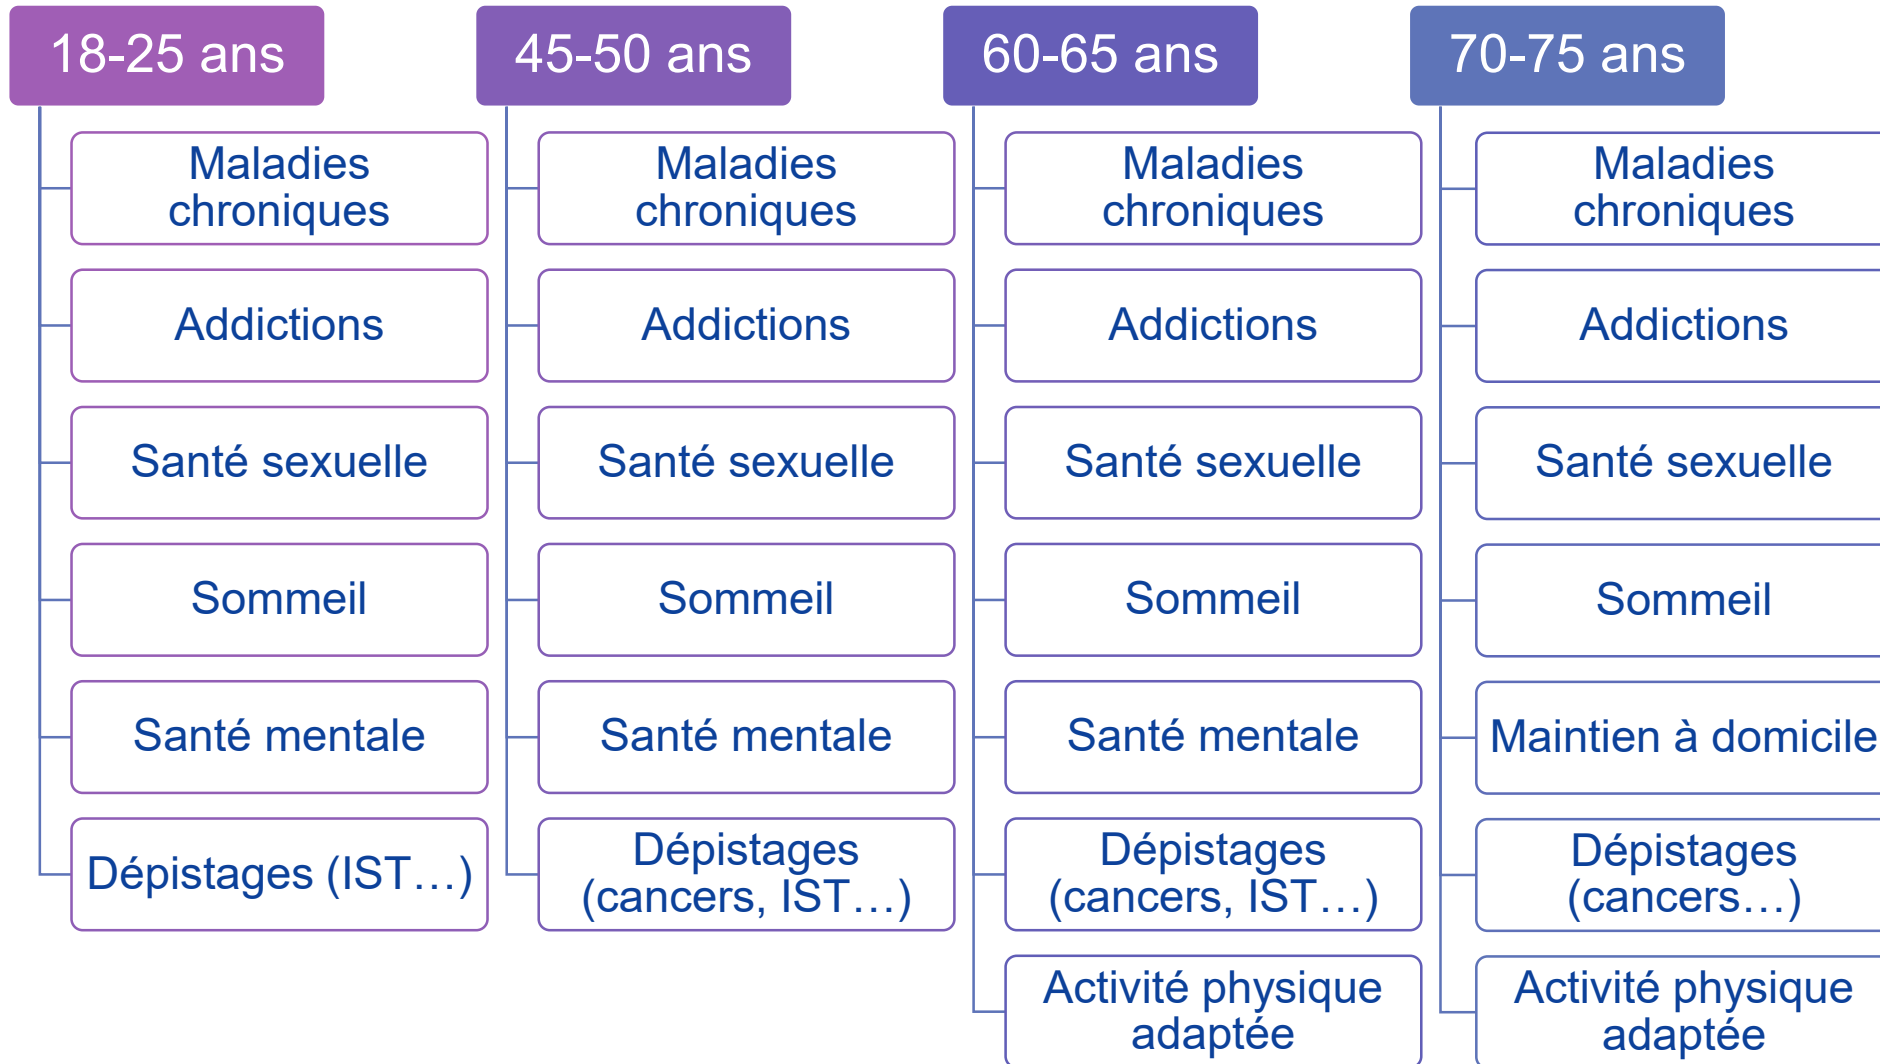 18-25 ans
Maladies
chroniques
Addictions
Santé sexuelle
Sommeil
Santé mentale
Dépistages (IST…)
45-50 ans
Maladies
chroniques
Addictions
Santé sexuelle
Sommeil
Santé mentale
Dépistages
(cancers, IST…)
60-65 ans
Maladies
chroniques
Addictions
Santé sexuelle
Sommeil
Santé mentale
Dépistages
(cancers, IST…)
Activité physique
adaptée
70-75 ans
Maladies
chroniques
Addictions
Santé sexuelle
Sommeil
Maintien à domicile
Dépistages
(cancers…)
Activité physique
adaptée